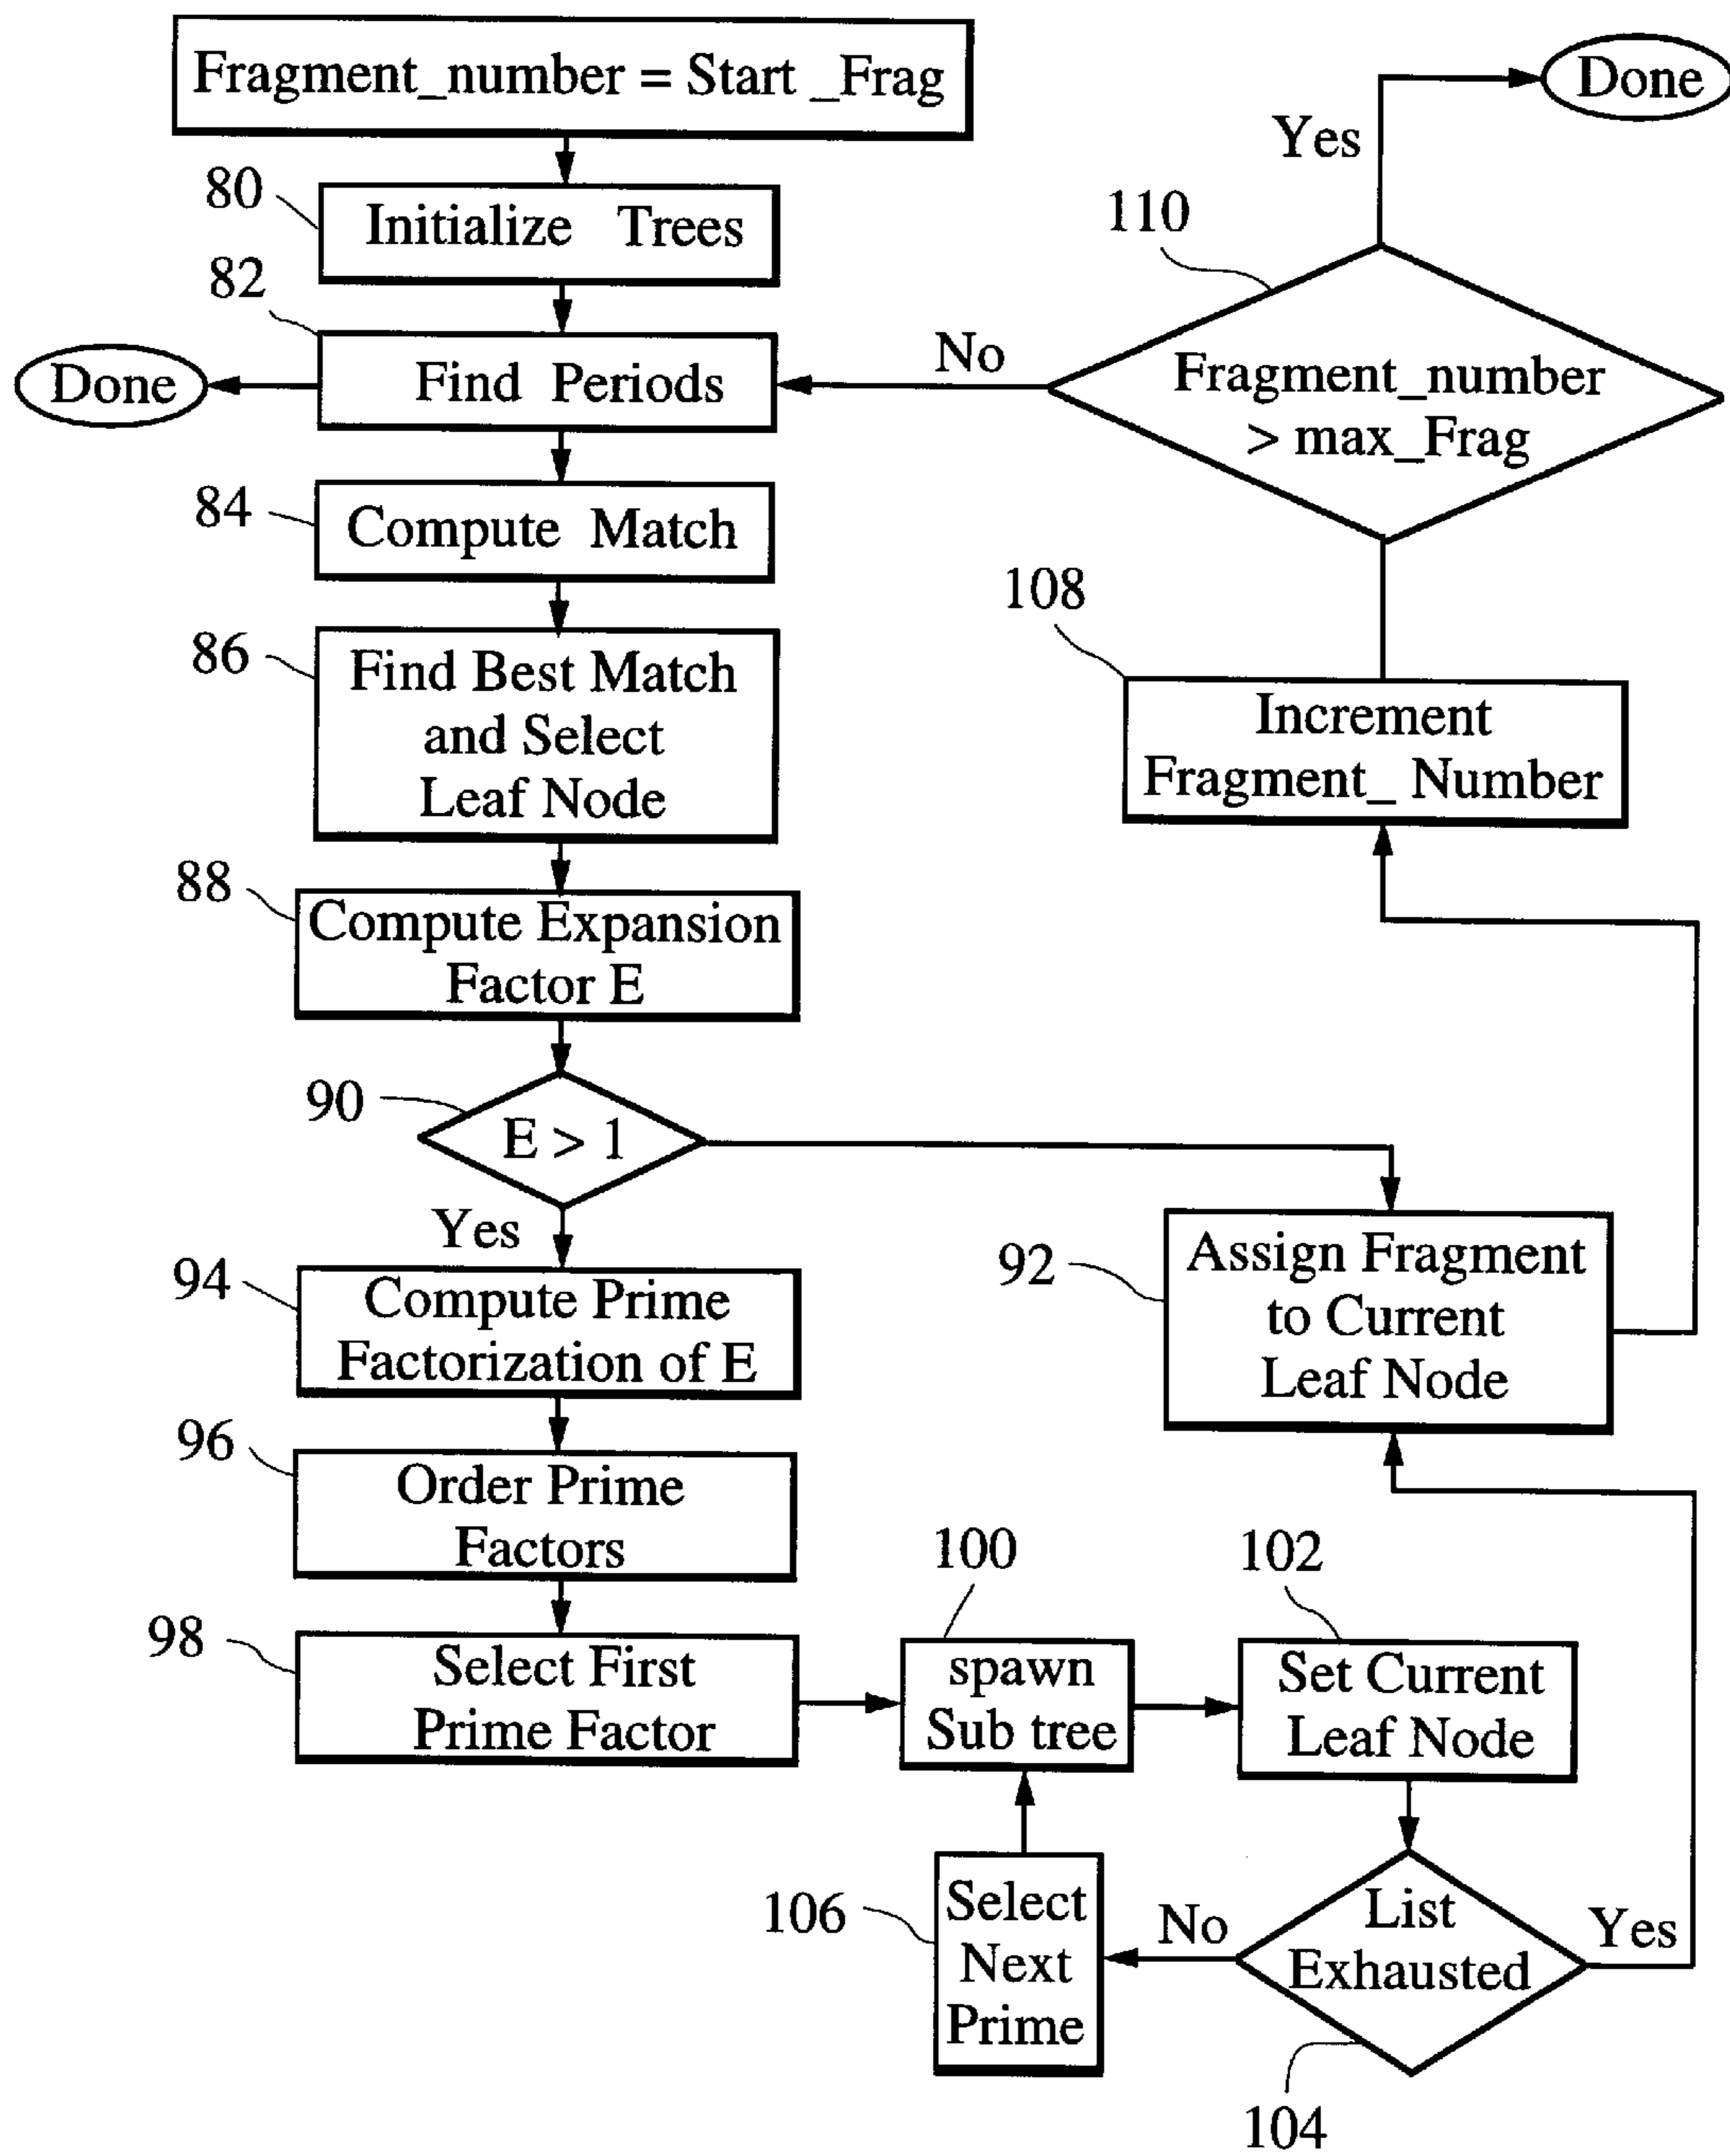 Fragment_number = Start _Frag
80
Initialize Trees
82
Find Periods
Done
84
Compute Match
86
Find Best Match
and Select
Leaf Node
88
Compute Expansion
Factor E
90
E > 1
Yes
94
Compute Prime
Factorization of E
96
Order Prime
Factors
98
Select First
Prime Factor
100
spawn
Sub tree
102
Set Current
Leaf Node
104
List
Exhausted
No
Yes
106
Select
Next
Prime
92
Assign Fragment
to Current
Leaf Node
108
Increment
Fragment_ Number
110
Fragment_number
> max_Frag
No
Yes
Done